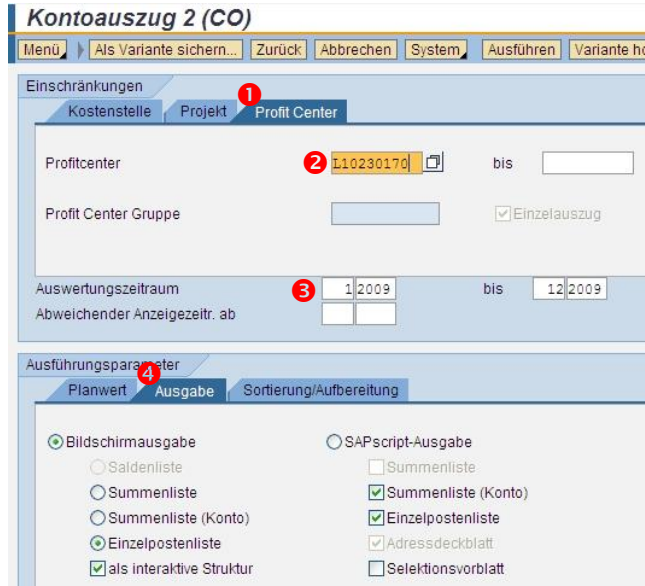 Kontoauszug 2 (CO)
Menü Als Variante sichern... Zurück Abbrechen System Ausführen
Einschränkungen
1
Kostenstelle Projekt Profit Center
Profitcenter 2 L10230170 bis
Profit Center Gruppe Einzelauszug
Auswertungszeitraum 3 1 2009 bis 12 2009
Abweichender Anzeigezeitr. ab
Ausführungsparameter
4
Planwert Ausgabe Sortierung/Aufbereitung
Bildschirmausgabe SAPscript-Ausgabe
Saldenliste Summenliste
Summenliste Summenliste (Konto)
Summenliste (Konto) Einzelpostenliste
Einzelpostenliste Adressdeckblatt
als interaktive Struktur Selektionsvorblatt